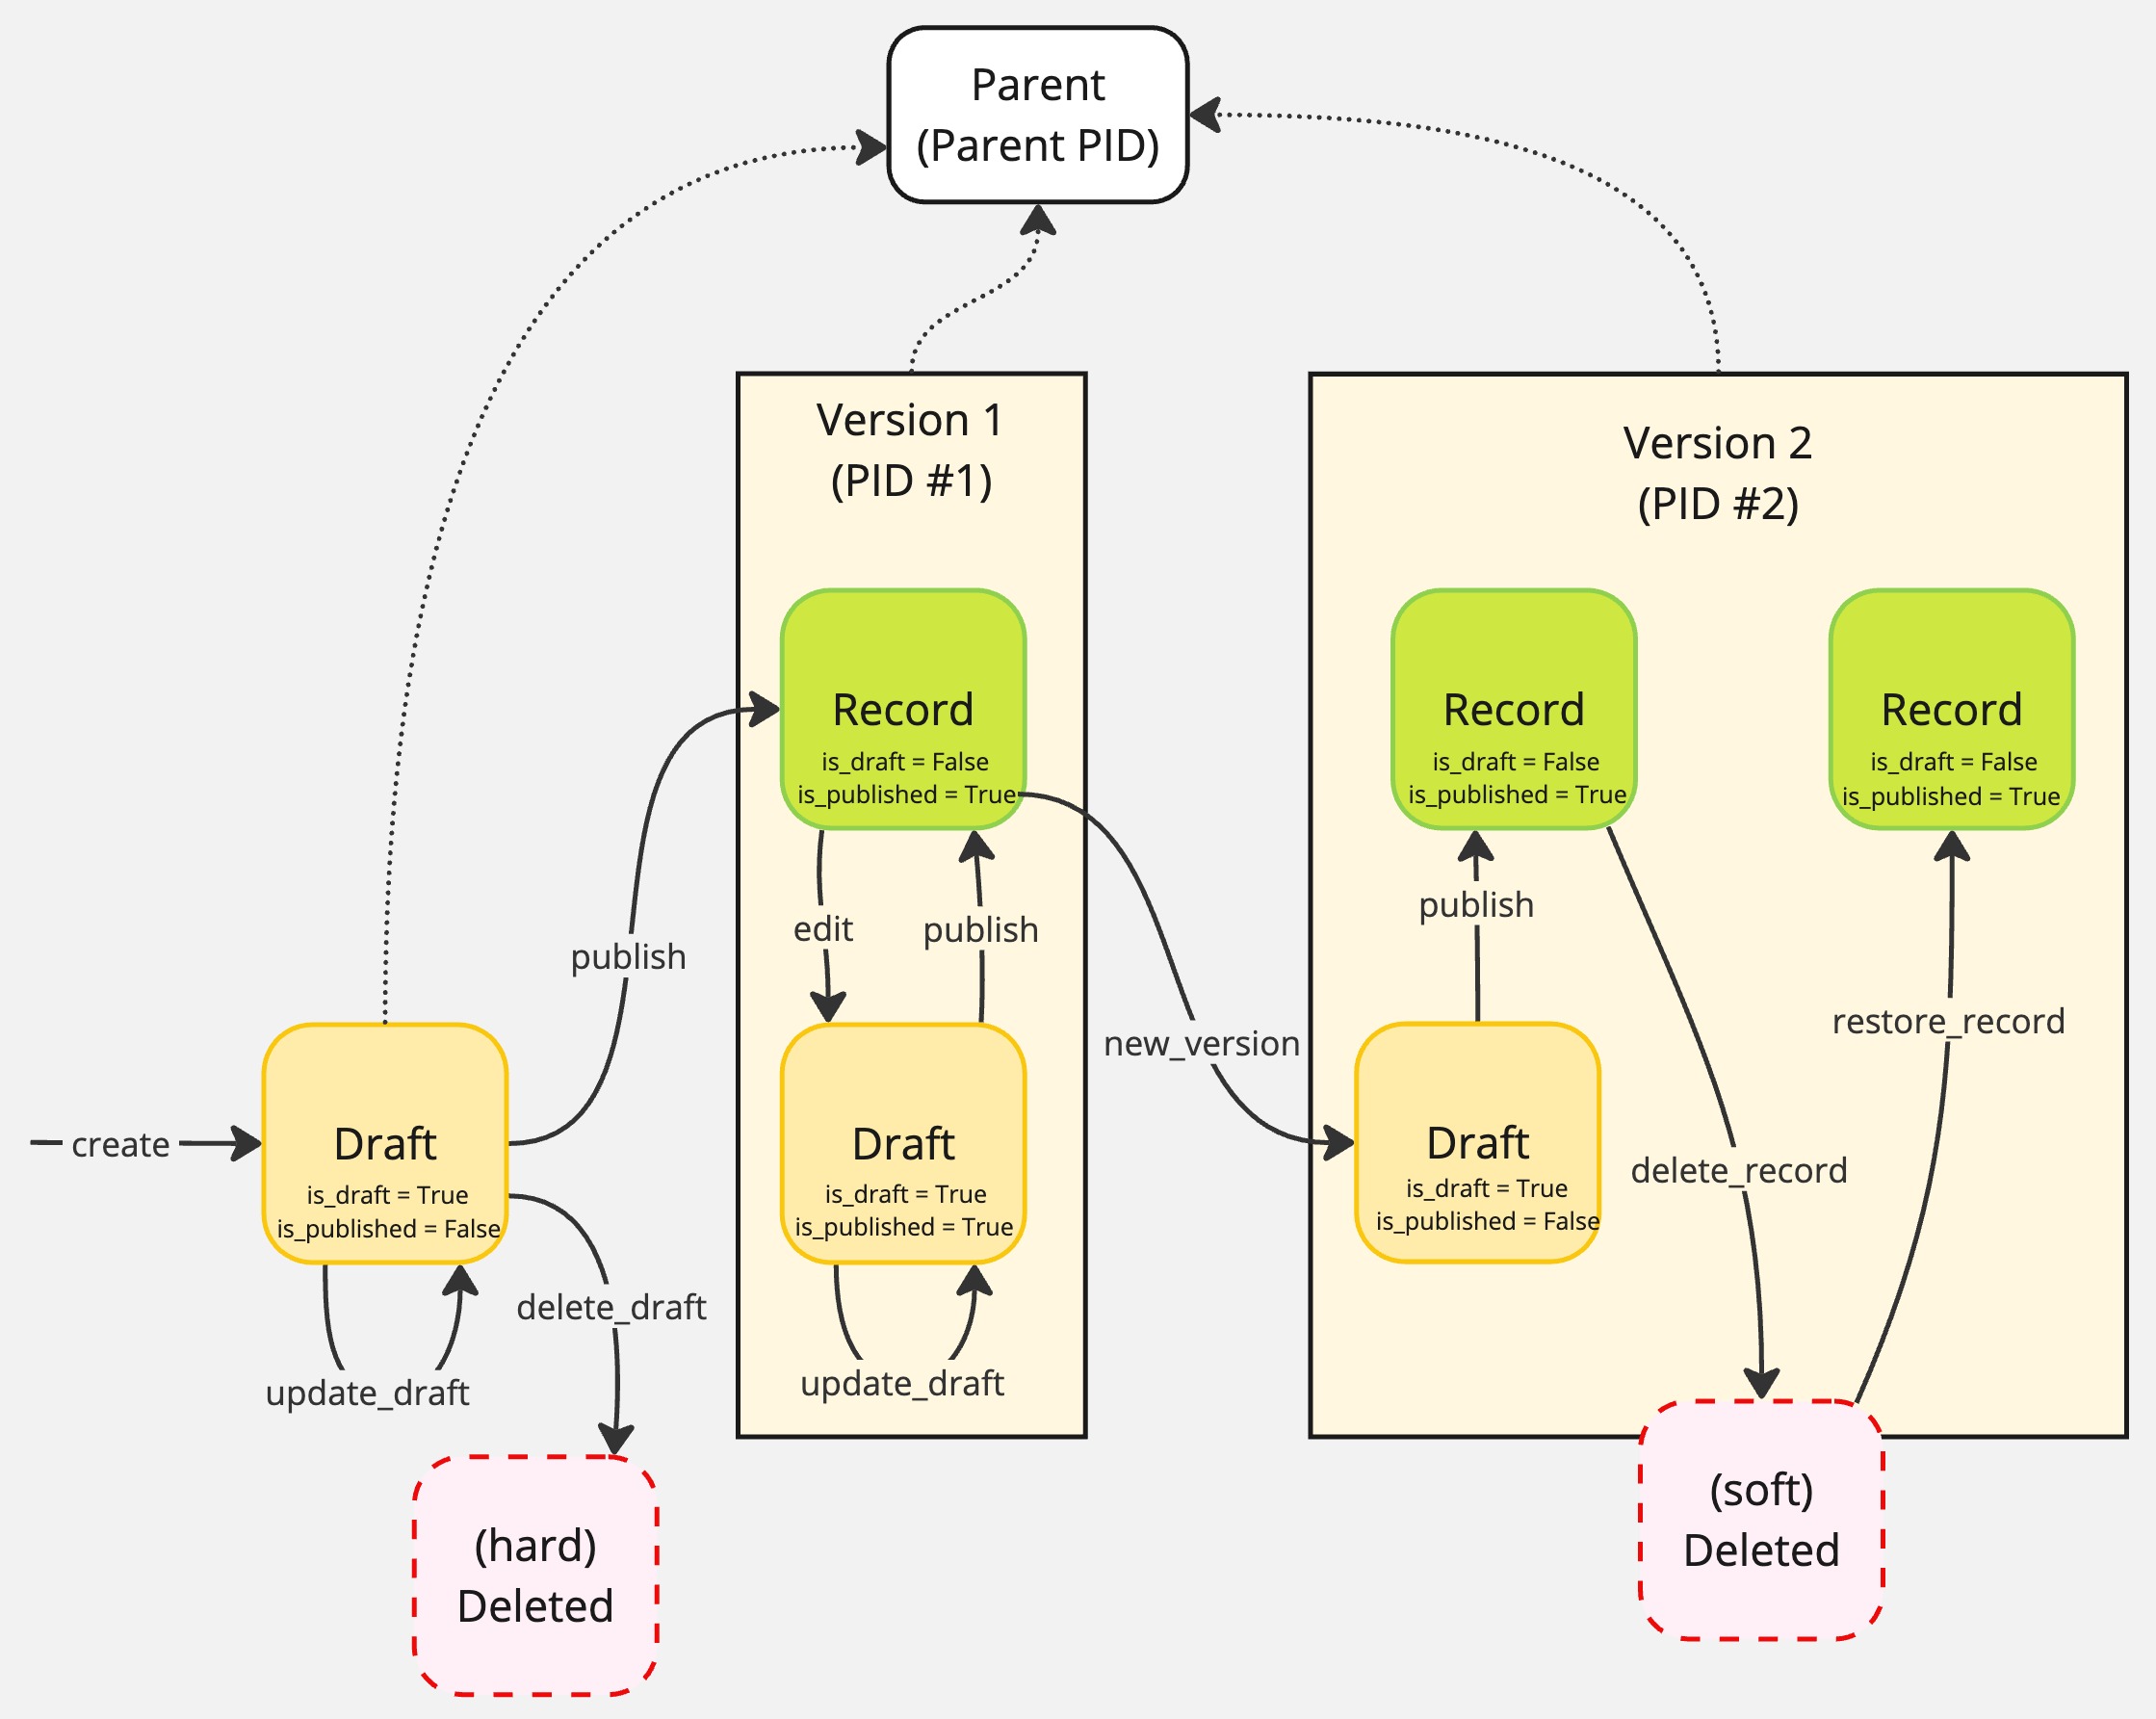 Parent
(Parent PID)
Version 1
(PID #1)
Version 2
(PID #2)
Record
is_draft = False
is_published = True
Record
is_draft = False
is_published = True
Record
is_draft = False
is_published = True
publish
edit
publish
new_version
publish
restore_record
delete_record
create
Draft
is_draft = True
is_published = False
Draft
is_draft = True
is_published = True
Draft
is_draft = True
is_published = False
delete_draft
update_draft
update_draft
(hard)
Deleted
(soft)
Deleted